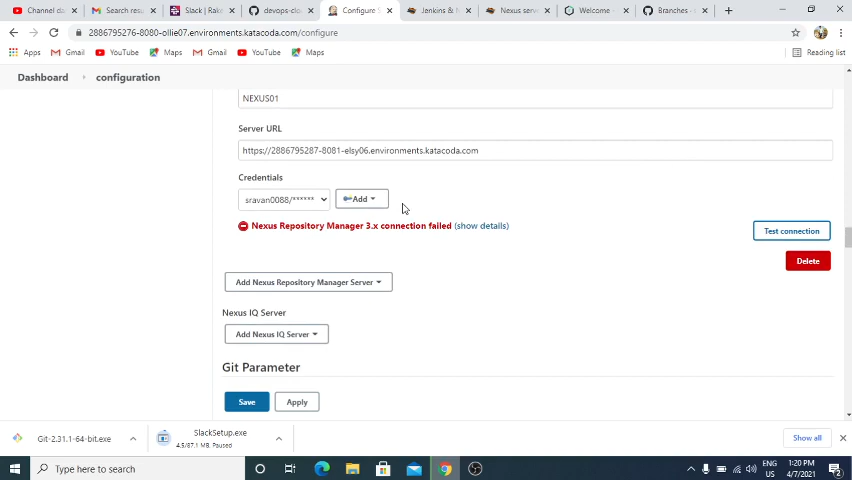 Channel da
Search resu
Slack | Rake
devops-clo
Configure S
Jenkins & N
Nexus serv
Welcome -
Branches -
2886795276-8080-ollie07.environments.katacoda.com/configure
Apps
Gmail
YouTube
Maps
Gmail
YouTube
Maps
Reading list
Dashboard
configuration
NEXUS01
Server URL
https://2886795287-8081-elsy06.environments.katacoda.com
Credentials
sravan0088/******
Add
Nexus Repository Manager 3.x connection failed (show details)
Test connection
Delete
Add Nexus Repository Manager Server
Nexus IQ Server
Add Nexus IQ Server
Git Parameter
Save
Apply
Git-2.31.1-64-bit.exe
SlackSetup.exe
4.5/87.1 MB, Paused
Show all
Type here to search
ENG
US
1:20 PM
4/7/2021
2